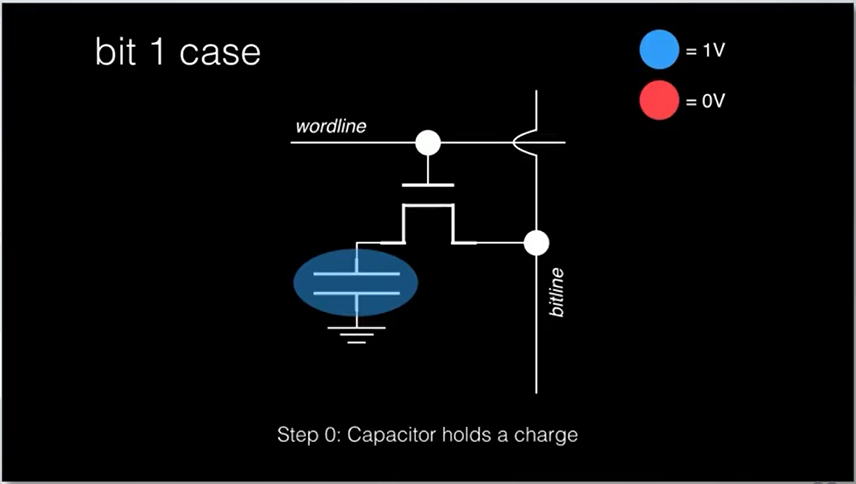 bit 1 case
= 1V
= 0V
wordline
bitline
Step 0: Capacitor holds a charge